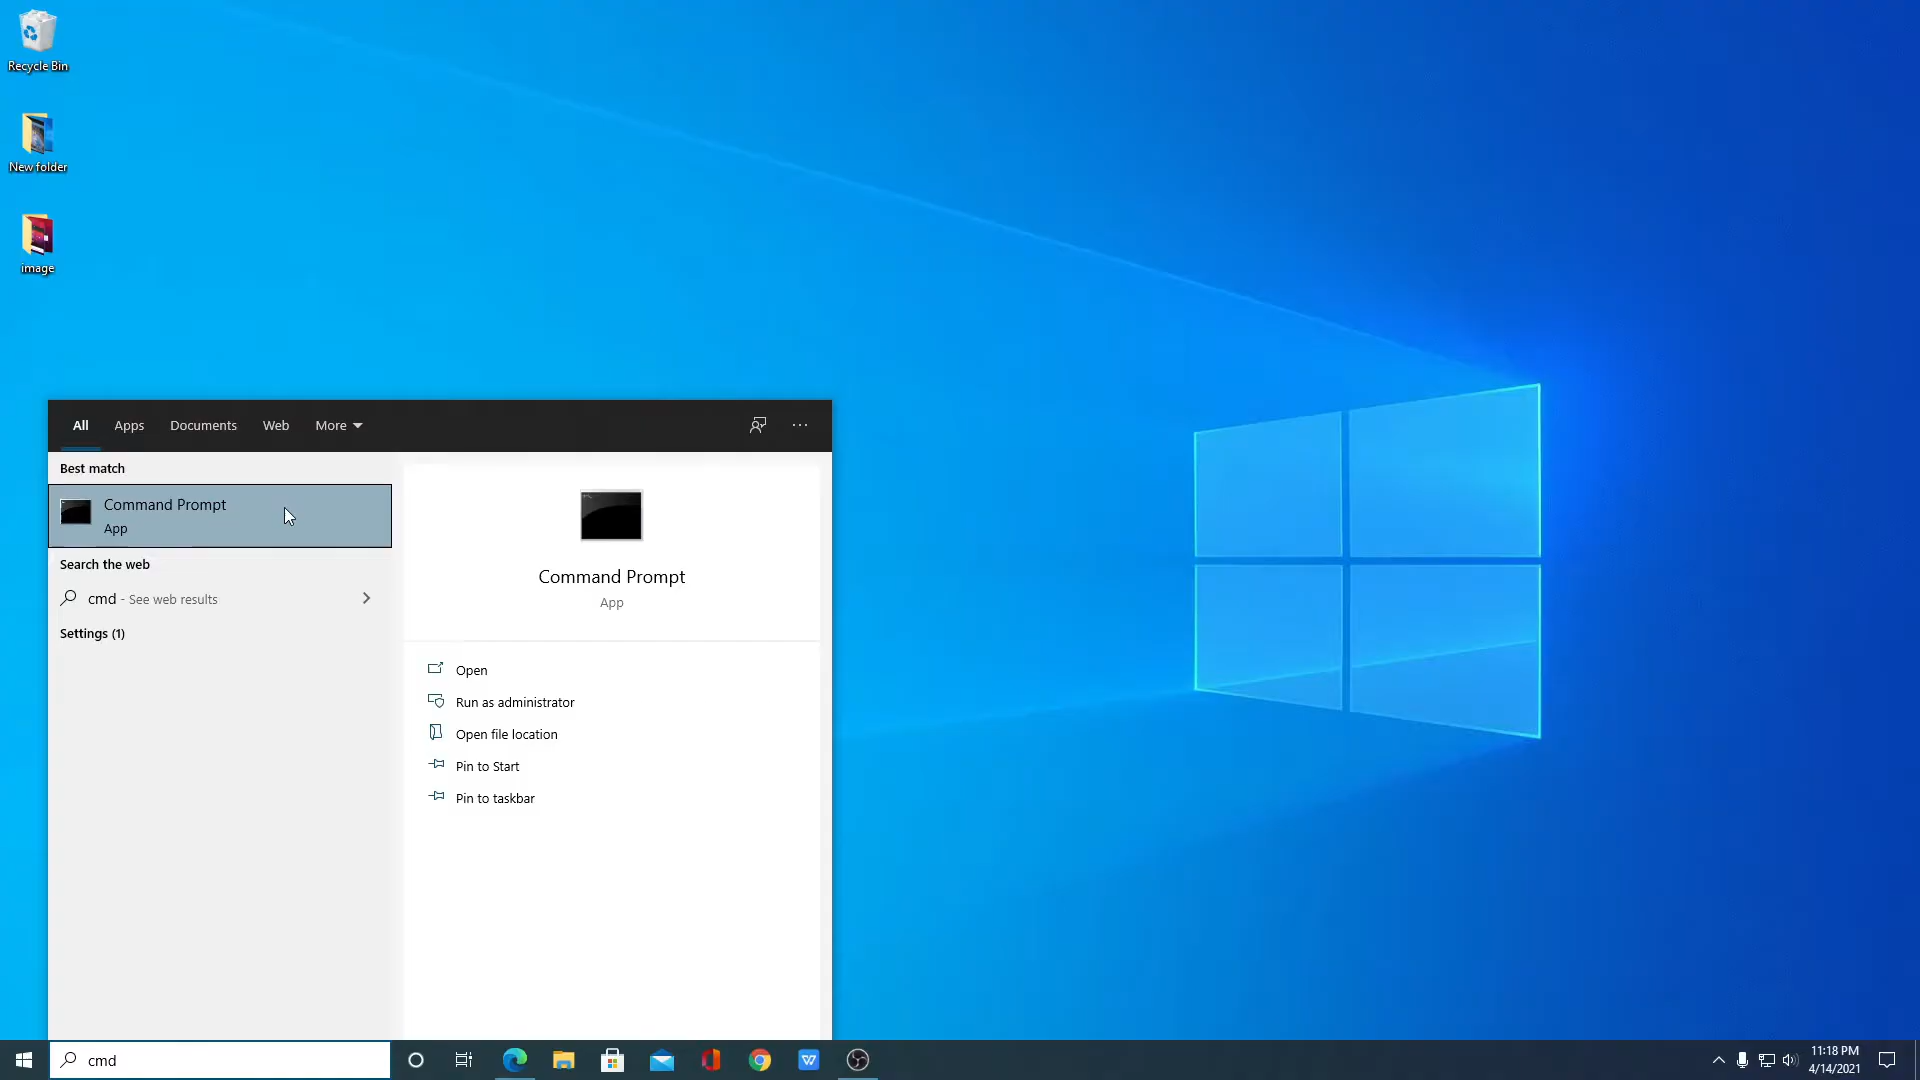 Recycle Bin
New folder
image
All Apps Documents Web More ···
Best match
Command Prompt
App
Search the web
cmd - See web results
Settings (1)
Command Prompt
App
Open
Run as administrator
Open file location
Pin to Start
Pin to taskbar
cmd
11:18 PM
4/14/2021